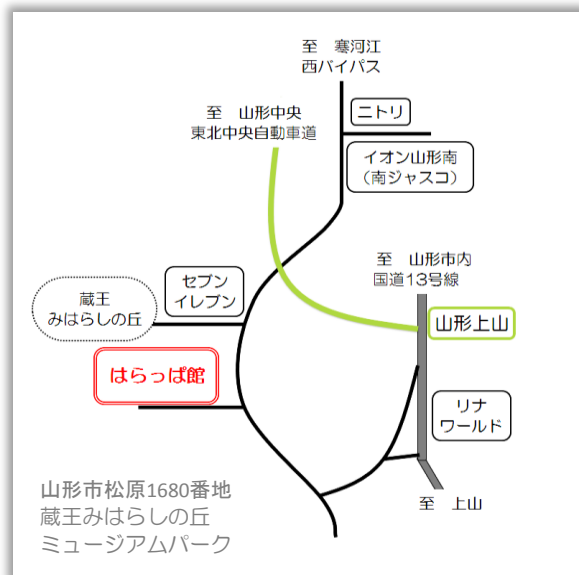 至　寒河江
西バイパス
ニトリ
至　山形中央
東北中央自動車道
イオン山形南
（南ジャスコ）
至　山形市内
国道13号線
セブン
イレブン
蔵王
みはらしの丘
山形上山
はらっぱ館
リナ
ワールド
山形市松原1680番地
蔵王みはらしの丘
ミュージアムパーク
至　上山